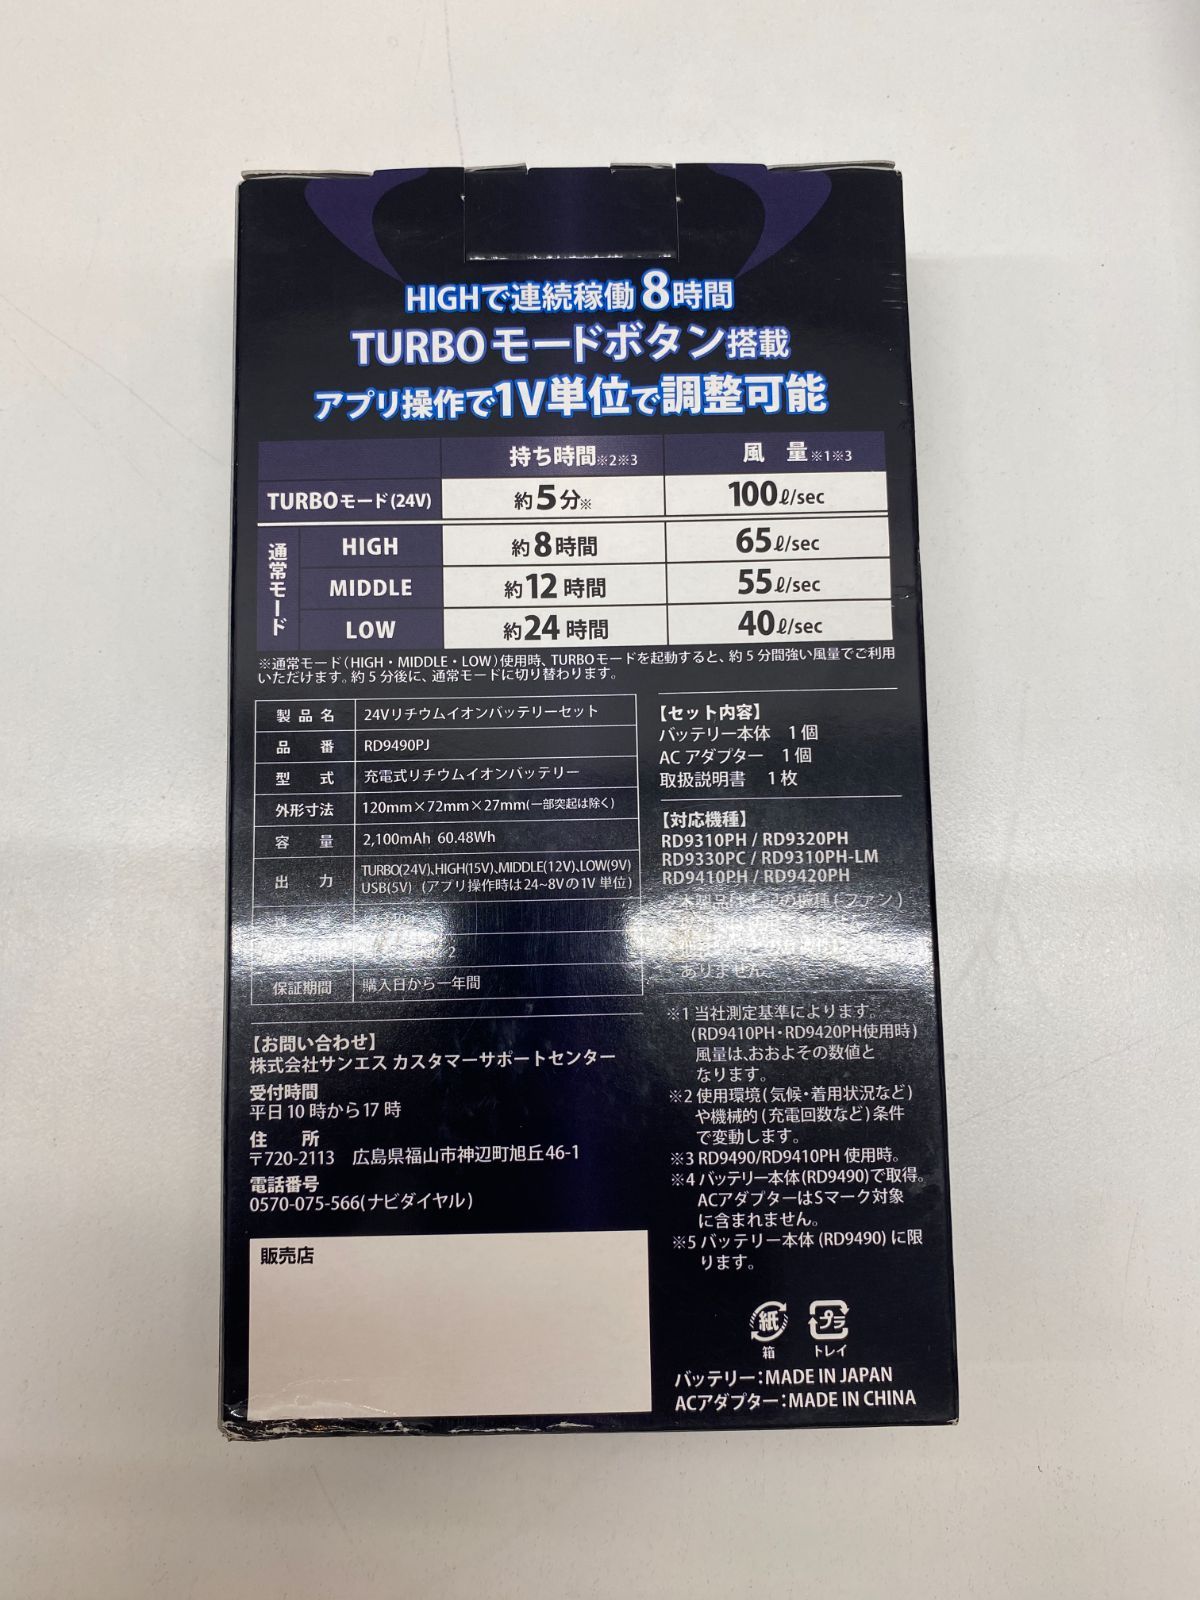 HIGHで連続稼働8時間
TURBOモードボタン搭載
アプリ操作で1V単位で調整可能
持ち時間※2※3 風量※1※3
TURBOモード(24V) 約5分※ 100ℓ/sec
通常モード
HIGH 約8時間 65ℓ/sec
MIDDLE 約12時間 55ℓ/sec
LOW 約24時間 40ℓ/sec
※通常モード(HIGH・MIDDLE・LOW)使用時、TURBOモードを起動すると、約5分間強い風量でご利用
いただけます。約5分後に、通常モードに切り替わります。
製品名 24Vリチウムイオンバッテリーセット
品番 RD9490PJ
型式 充電式リチウムイオンバッテリー
外形寸法 120mm×72mm×27mm(一部突起は除く)
容量 2,100mAh 60.48Wh
出力 TURBO(24V)、HIGH(15V)、MIDDLE(12V)、LOW(9V)
USB(5V) (アプリ操作時は24~8Vの1V単位)
保証期間 購入日から一年間
【お問い合わせ】
株式会社サンエス カスタマーサポートセンター
受付時間
平日10時から17時
住所
〒720-2113 広島県福山市神辺町旭丘46-1
電話番号
0570-075-566(ナビダイヤル)
販売店
【セット内容】
バッテリー本体 1個
ACアダプター 1個
取扱説明書 1枚
【対応機種】
RD9310PH / RD9320PH
RD9330PC / RD9310PH-LM
RD9410PH / RD9420PH
※本製品は上記の機種(ファン)
ありません。
※1 当社測定基準によります。
(RD9410PH・RD9420PH使用時)
風量は、おおよその数値と
なります。
※2 使用環境(気候・着用状況など)
や機械的(充電回数など)条件
で変動します。
※3 RD9490/RD9410PH 使用時。
※4 バッテリー本体(RD9490)で取得。
ACアダプターはSマーク対象
に含まれません。
※5 バッテリー本体(RD9490)に限
ります。
紙 プラ
箱 トレイ
バッテリー:MADE IN JAPAN
ACアダプター:MADE IN CHINA